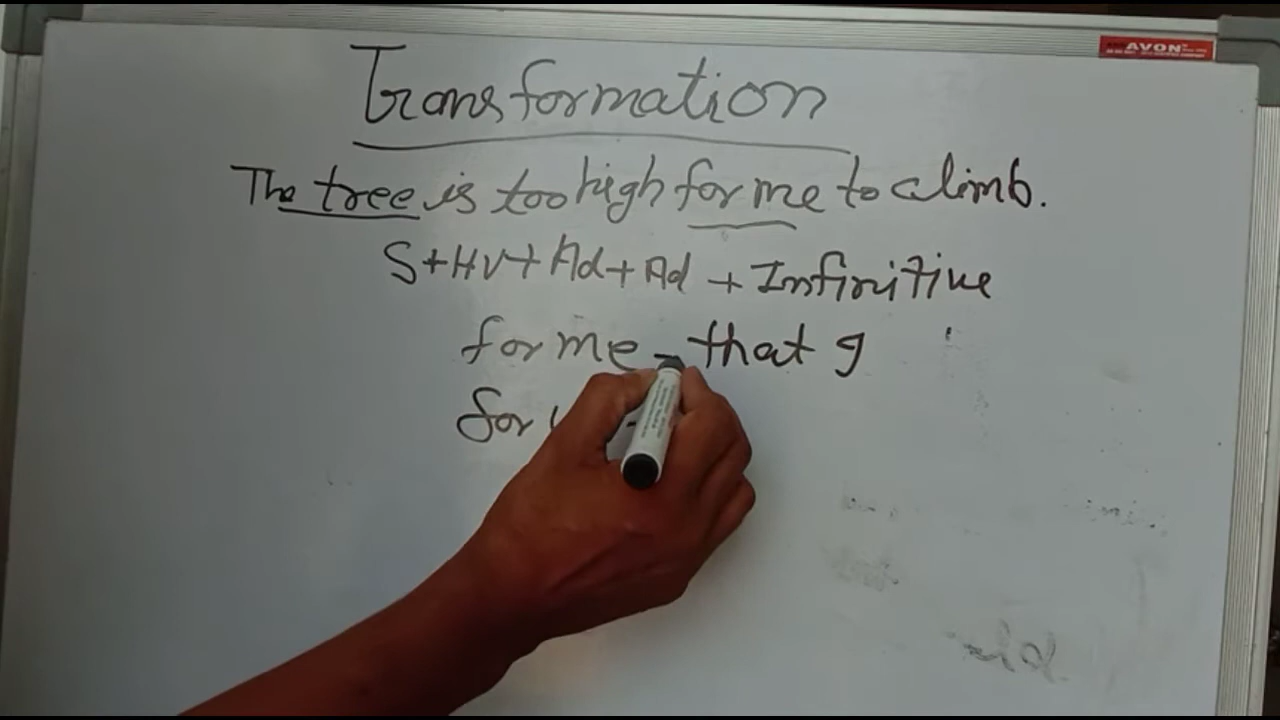 AVON
Transformation
The tree is too high for me to climb.
S+HV+Ad+Ad + Infinitive
for me - that I
for